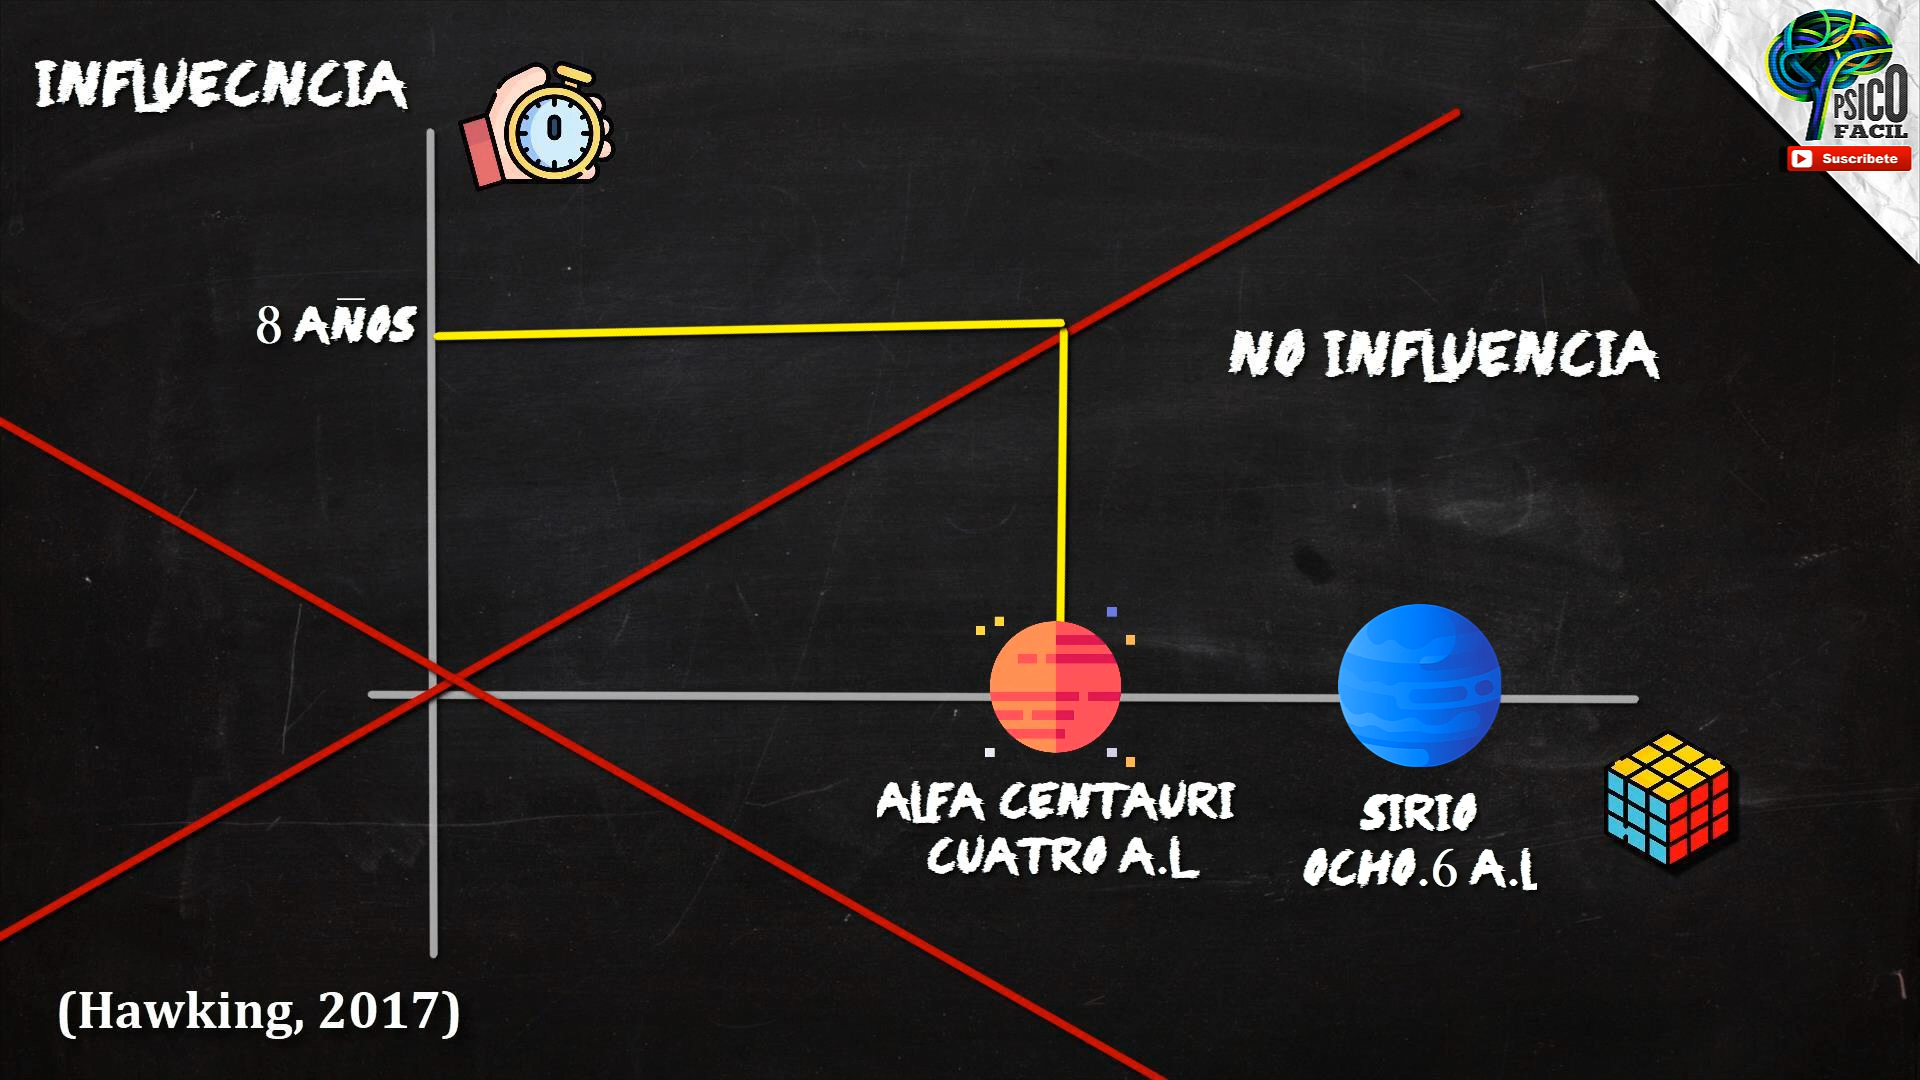 INFLUECNCIA
PSICO
FACIL
Suscribete
8 AÑOS
NO INFLUENCIA
ALFA CENTAURI
CUATRO A.L
SIRIO
OCHO.6 A.L
(Hawking, 2017)